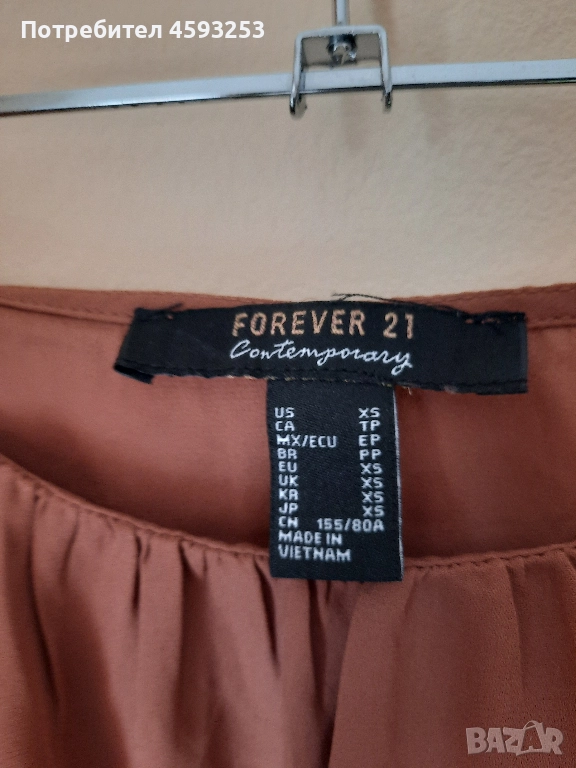 Потребител 4593253
FOREVER 21
Contemporary
US XS
CA TP
MX/ECU EP
BR PP
EU XS
UK XS
KR XS
JP XS
CN 155/80A
MADE IN
VIETNAM
BAZAR